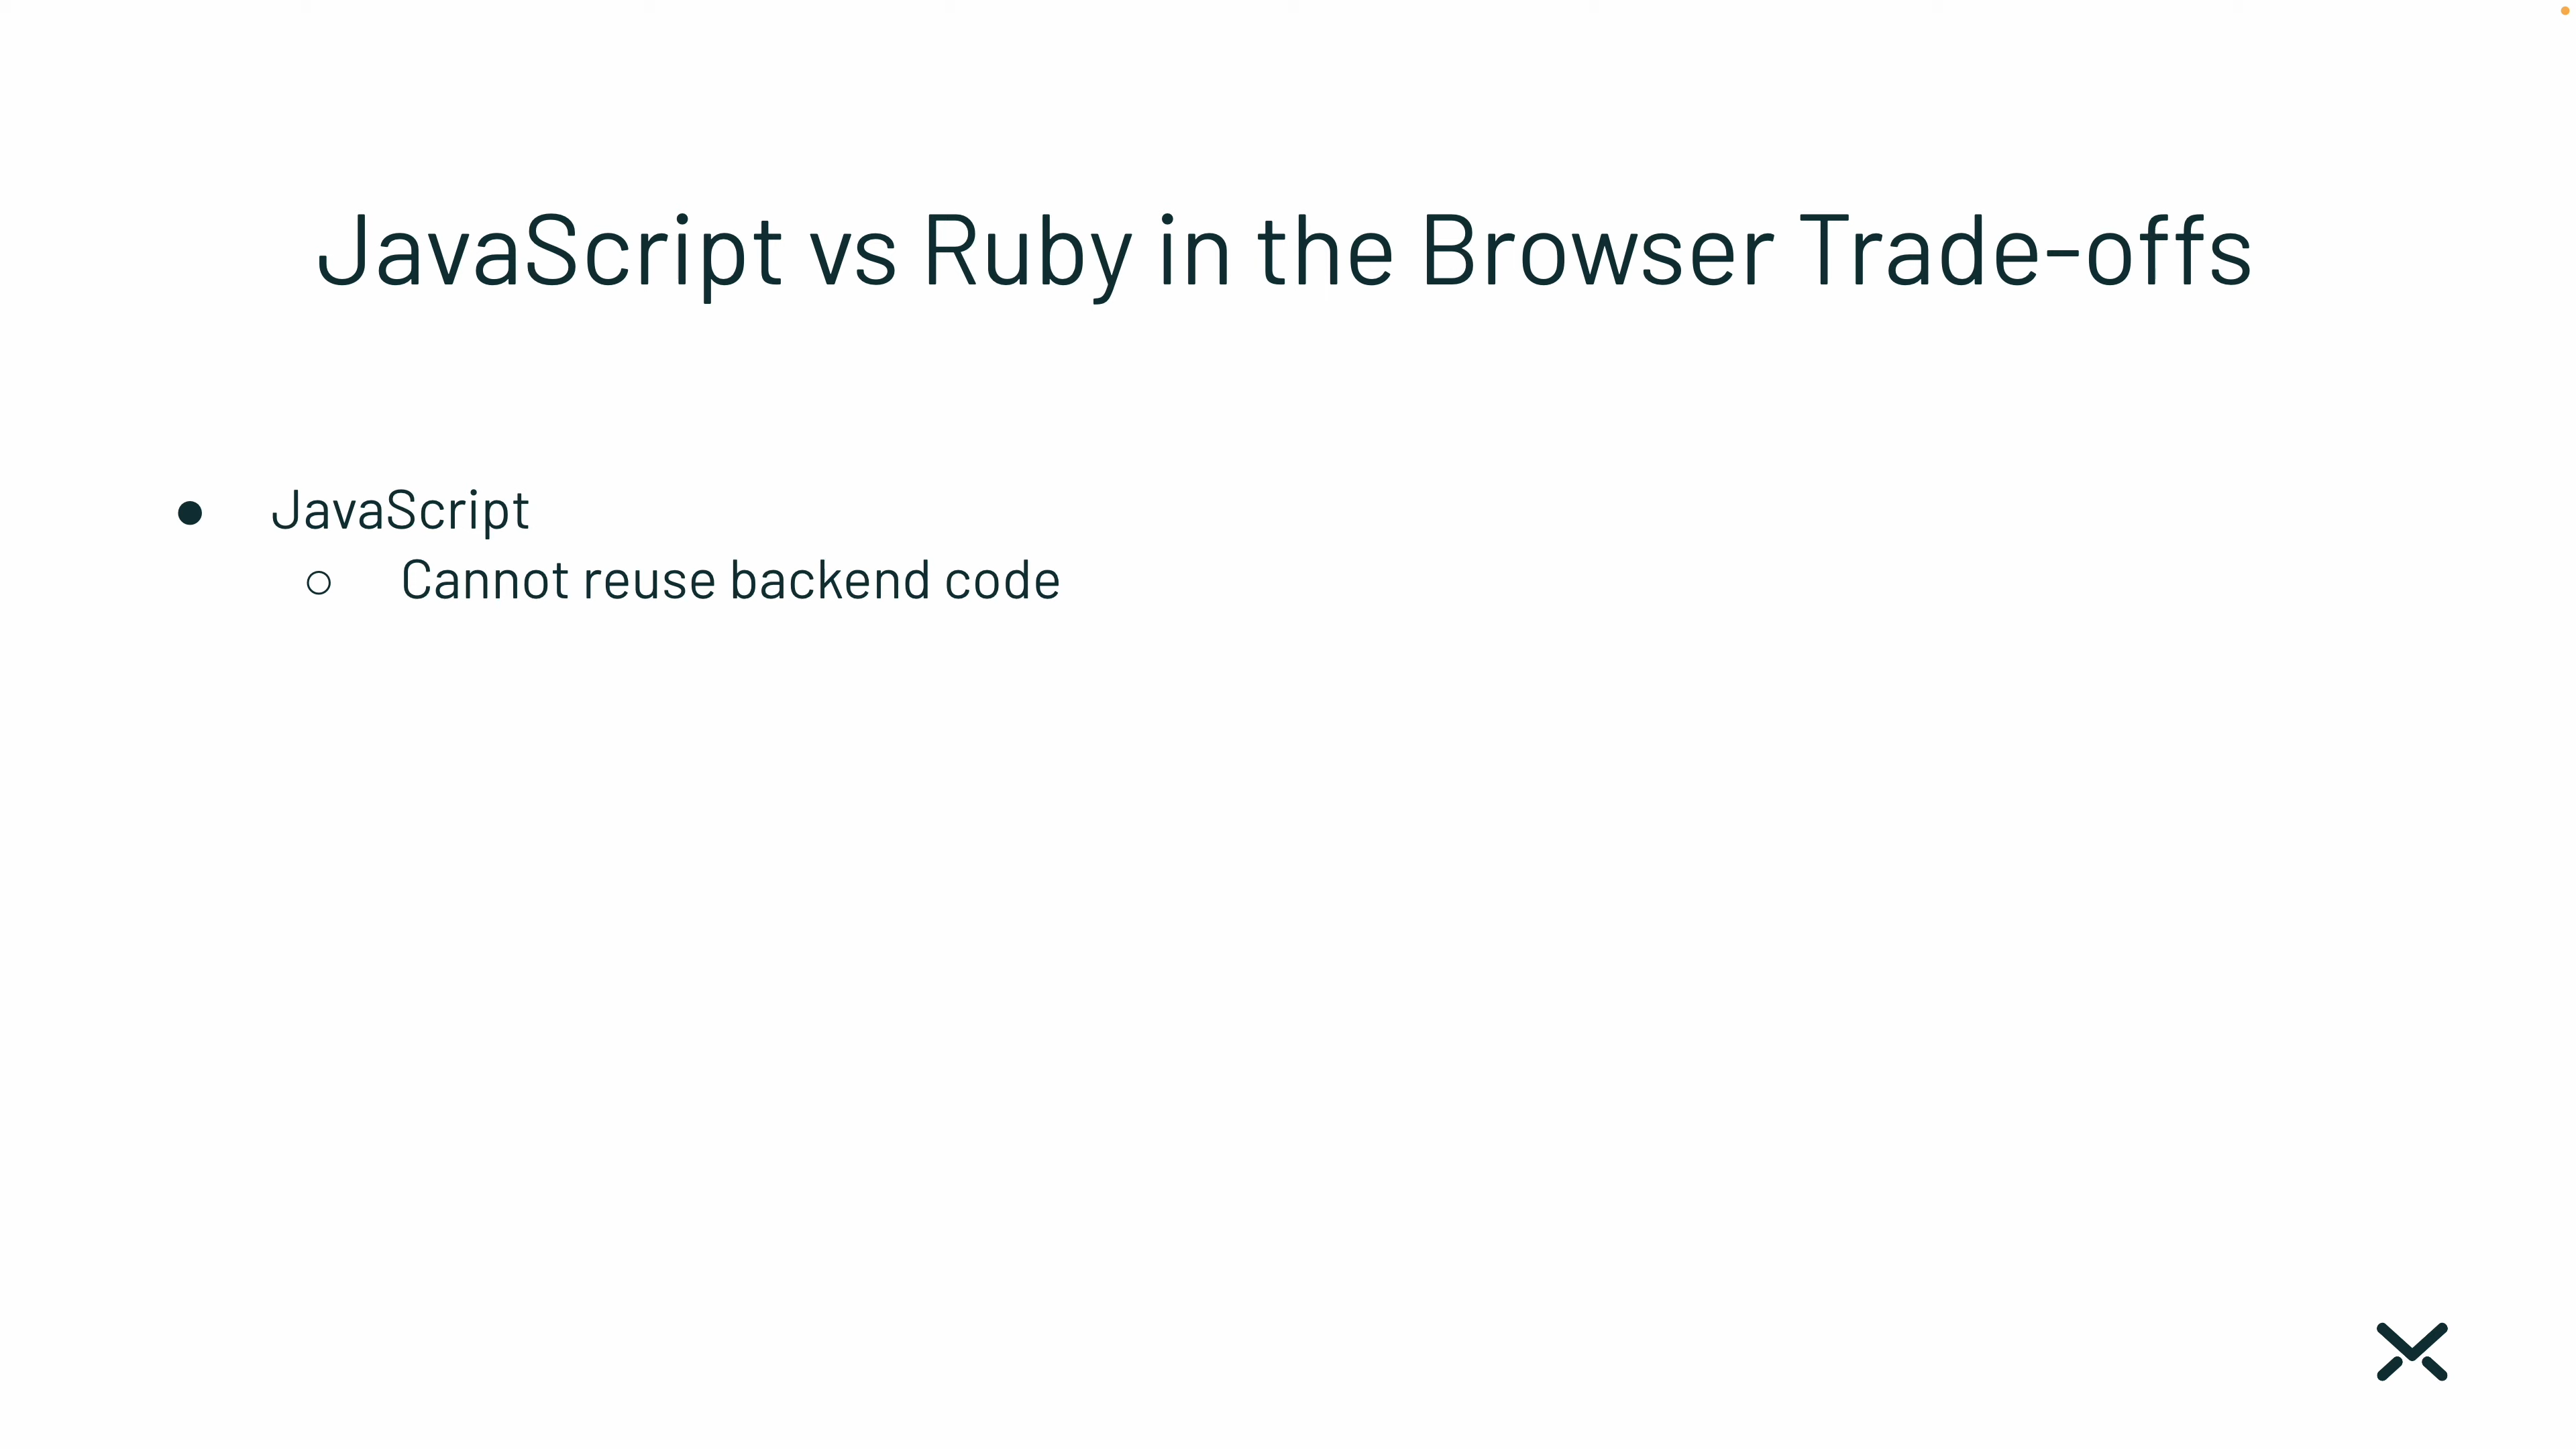 JavaScript vs Ruby in the Browser Trade-offs
● JavaScript
○ Cannot reuse backend code